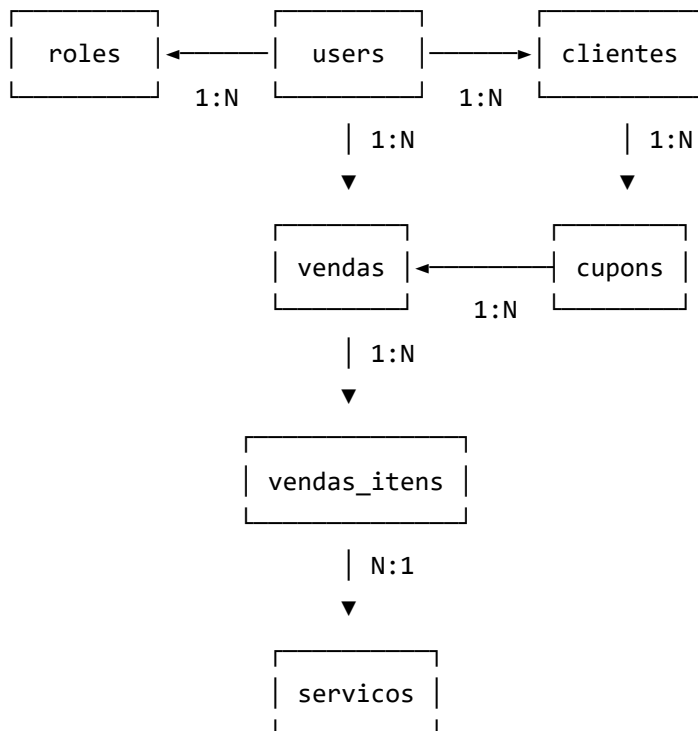 roles users clientes
1:N 1:N
1:N 1:N
vendas cupons
1:N
1:N
vendas_itens
N:1
servicos